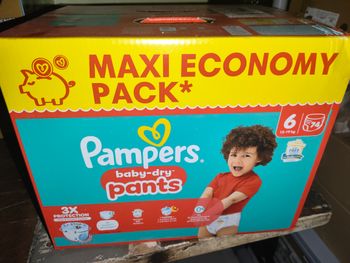 MAXI ECONOMY
PACK*
6
74
Pampers
baby-dry
pants
3X
PROTECTION